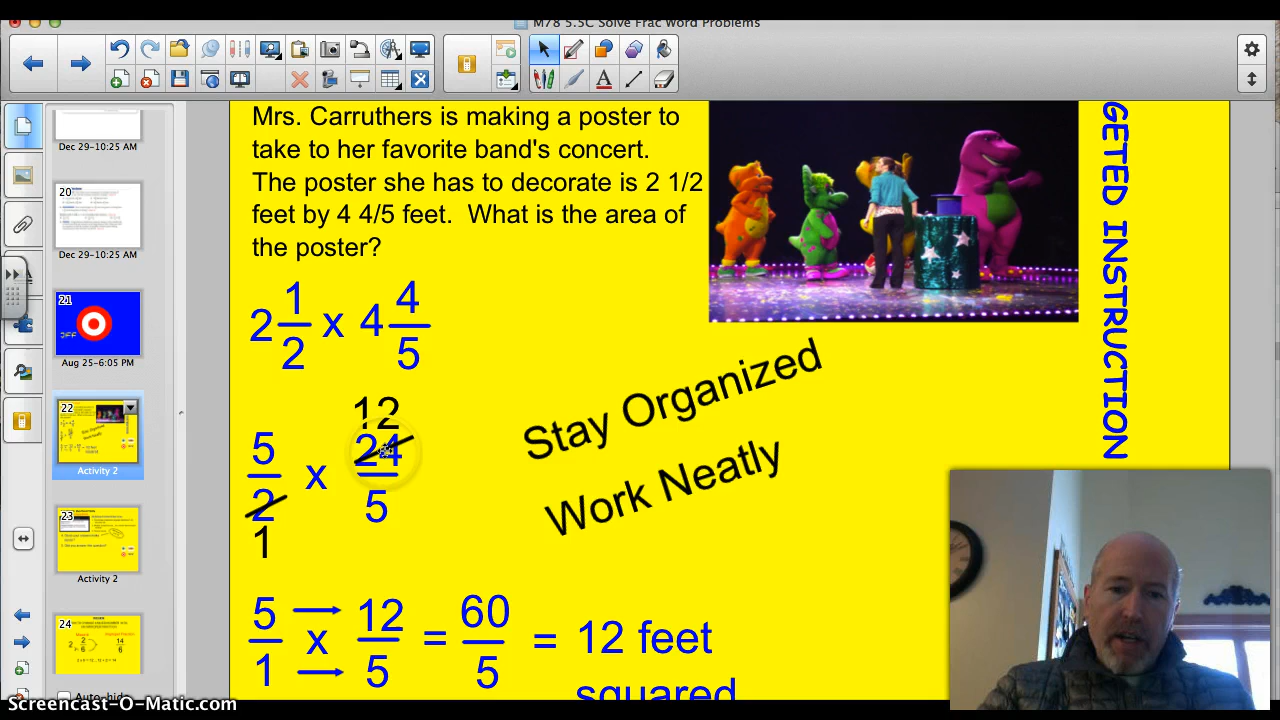 M78 5.5C Solve Frac Word Problems
Dec 29-10:25 AM
20
Dec 29-10:25 AM
21
Aug 25-6:05 PM
22
Activity 2
23
Activity 2
24
Auto-hid
Mrs. Carruthers is making a poster to
take to her favorite band's concert.
The poster she has to decorate is 2 1/2
feet by 4 4/5 feet. What is the area of
the poster?
GETED INSTRUCTION
2 1/2 x 4 4/5
12
5/2 x 24/5
1
Stay Organized
Work Neatly
5/1 x 12/5 = 60/5 = 12 feet
squared
Screencast-O-Matic.com